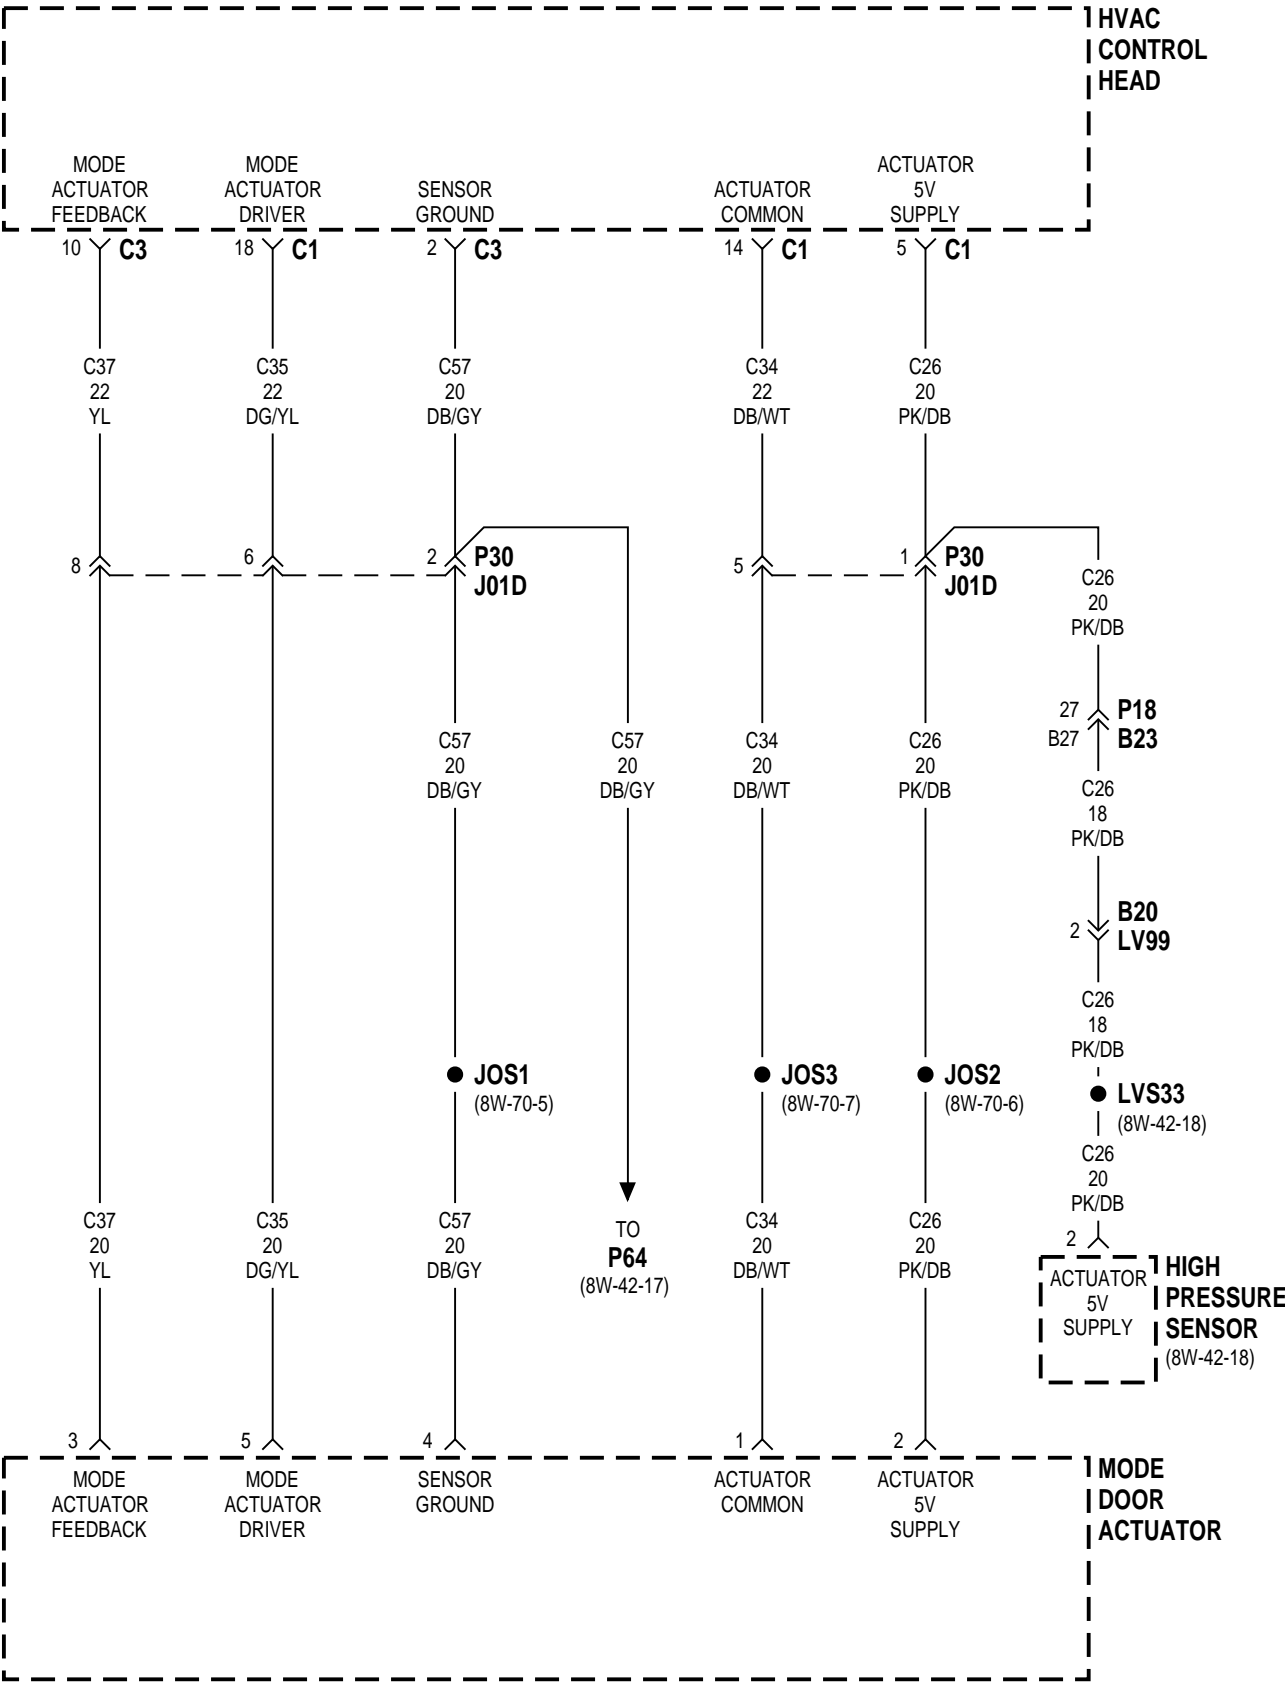 HVAC
CONTROL
HEAD
MODE
ACTUATOR
FEEDBACK
MODE
ACTUATOR
DRIVER
SENSOR
GROUND
ACTUATOR
COMMON
ACTUATOR
5V
SUPPLY
10 C3
18 C1
2 C3
14 C1
5 C1
C37
22
YL
C35
22
DG/YL
C57
20
DB/GY
C34
22
DB/WT
C26
20
PK/DB
8
6
2 P30
J01D
5
1 P30
J01D
C26
20
PK/DB
27 P18
B27 B23
C57
20
DB/GY
C57
20
DB/GY
C34
20
DB/WT
C26
20
PK/DB
C26
18
PK/DB
B20
2
LV99
C26
18
PK/DB
JOS1
(8W-70-5)
JOS3
(8W-70-7)
JOS2
(8W-70-6)
LVS33
(8W-42-18)
C26
20
PK/DB
C37
20
YL
C35
20
DG/YL
C57
20
DB/GY
TO
P64
(8W-42-17)
C34
20
DB/WT
C26
20
PK/DB
2
ACTUATOR
5V
SUPPLY
HIGH
PRESSURE
SENSOR
(8W-42-18)
3
5
4
1
2
MODE
ACTUATOR
FEEDBACK
MODE
ACTUATOR
DRIVER
SENSOR
GROUND
ACTUATOR
COMMON
ACTUATOR
5V
SUPPLY
MODE
DOOR
ACTUATOR